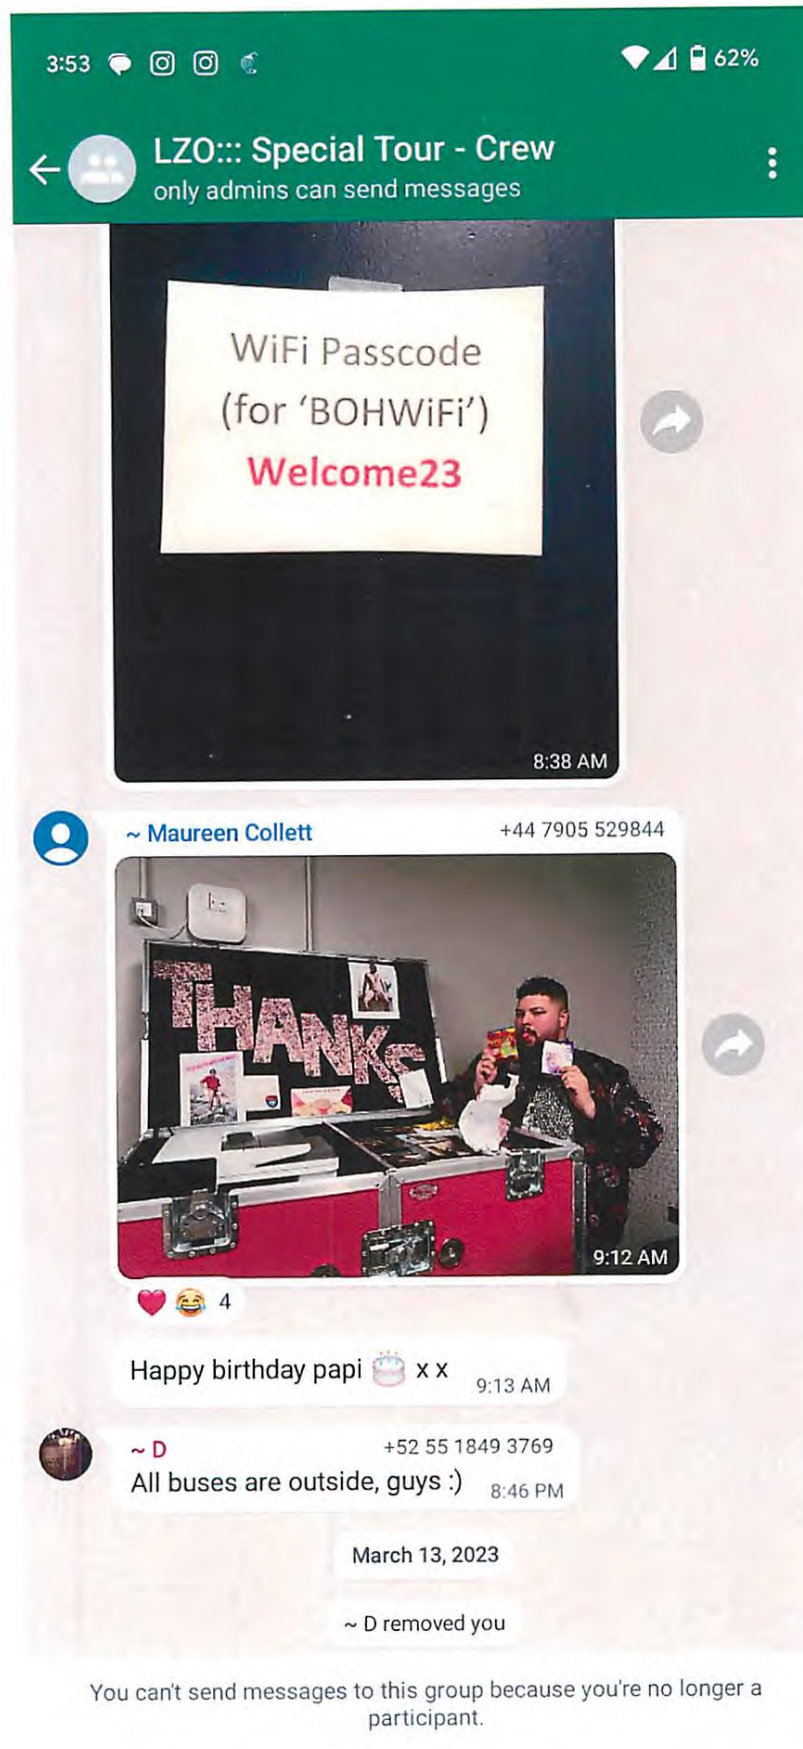 3:53 62%
LZO::: Special Tour - Crew
only admins can send messages
WiFi Passcode
(for ‘BOHWiFi’)
Welcome23
8:38 AM
~ Maureen Collett +44 7905 529844
THANKS
9:12 AM
❤️ 😂 4
Happy birthday papi 🎂 x x 9:13 AM
~ D +52 55 1849 3769
All buses are outside, guys :) 8:46 PM
March 13, 2023
~ D removed you
You can't send messages to this group because you're no longer a
participant.